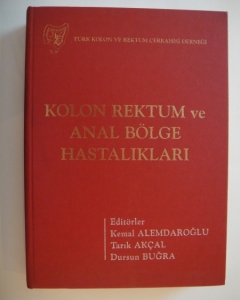 TÜRK KOLON VE REKTUM CERRAHİSİ DERNEĞİ
KOLON REKTUM ve
ANAL BÖLGE
HASTALIKLARI
Editörler
Kemal ALEMDAROĞLU
Tarık AKÇAL
Dursun BUĞRA